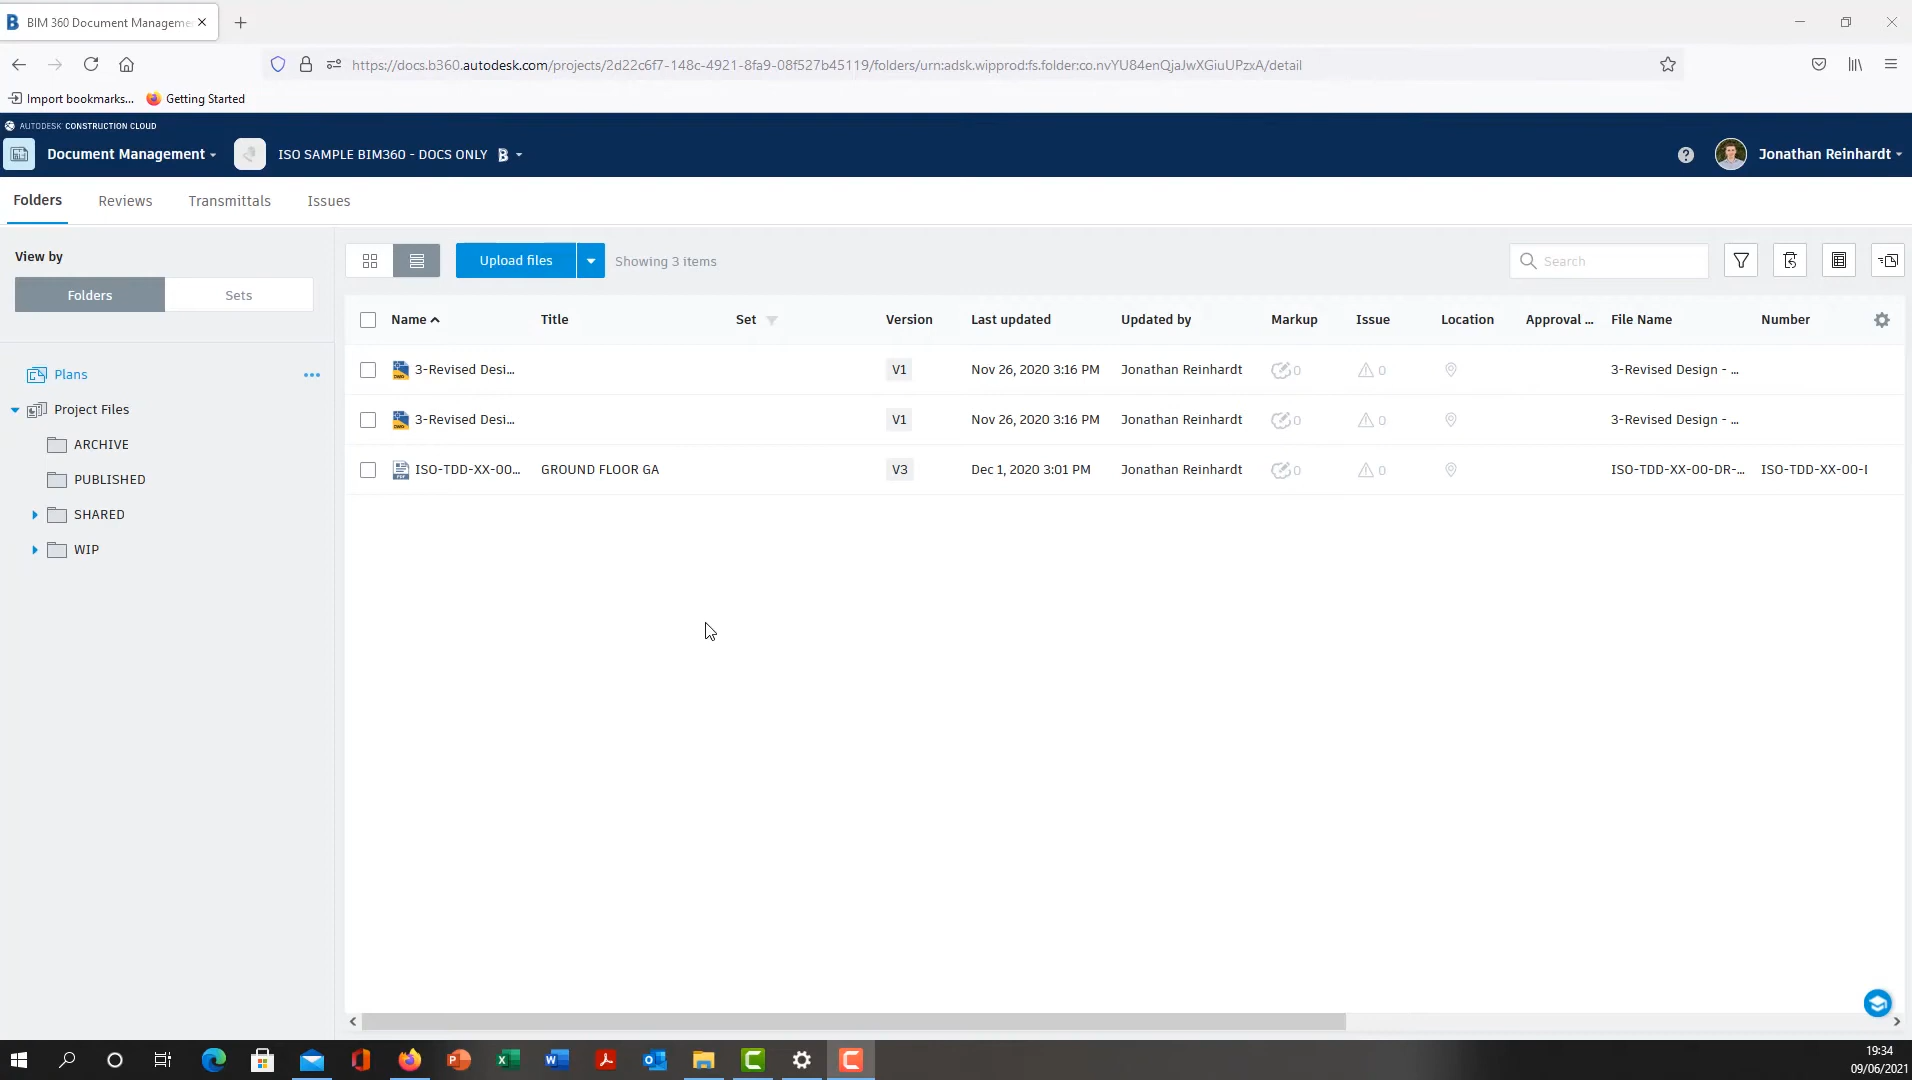 BIM 360 Document Manageme
https://docs.b360.autodesk.com/projects/2d22c6f7-148c-4921-8fa9-08f527b45119/folders/urn:adsk.wipprod:fs.folder:co.nvYU84enQjaJwXGiuUPzxA/detail
Import bookmarks... Getting Started
AUTODESK CONSTRUCTION CLOUD
Document Management ISO SAMPLE BIM360 - DOCS ONLY B Jonathan Reinhardt
Folders Reviews Transmittals Issues
View by
Folders Sets
Upload files Showing 3 items Search
Name Title Set Version Last updated Updated by Markup Issue Location Approval ... File Name Number
3-Revised Desi... V1 Nov 26, 2020 3:16 PM Jonathan Reinhardt 0 0 3-Revised Design - ...
3-Revised Desi... V1 Nov 26, 2020 3:16 PM Jonathan Reinhardt 0 0 3-Revised Design - ...
ISO-TDD-XX-00... GROUND FLOOR GA V3 Dec 1, 2020 3:01 PM Jonathan Reinhardt 0 0 ISO-TDD-XX-00-DR-... ISO-TDD-XX-00-
Plans
Project Files
ARCHIVE
PUBLISHED
SHARED
WIP
19:34
09/06/2021